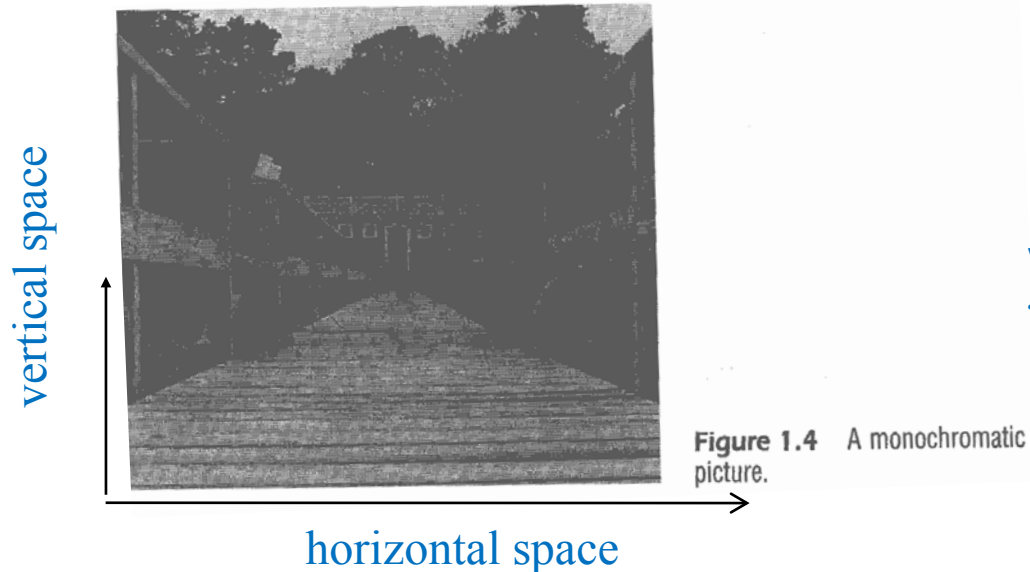 vertical space
horizontal space
Figure 1.4 A monochromatic
picture.